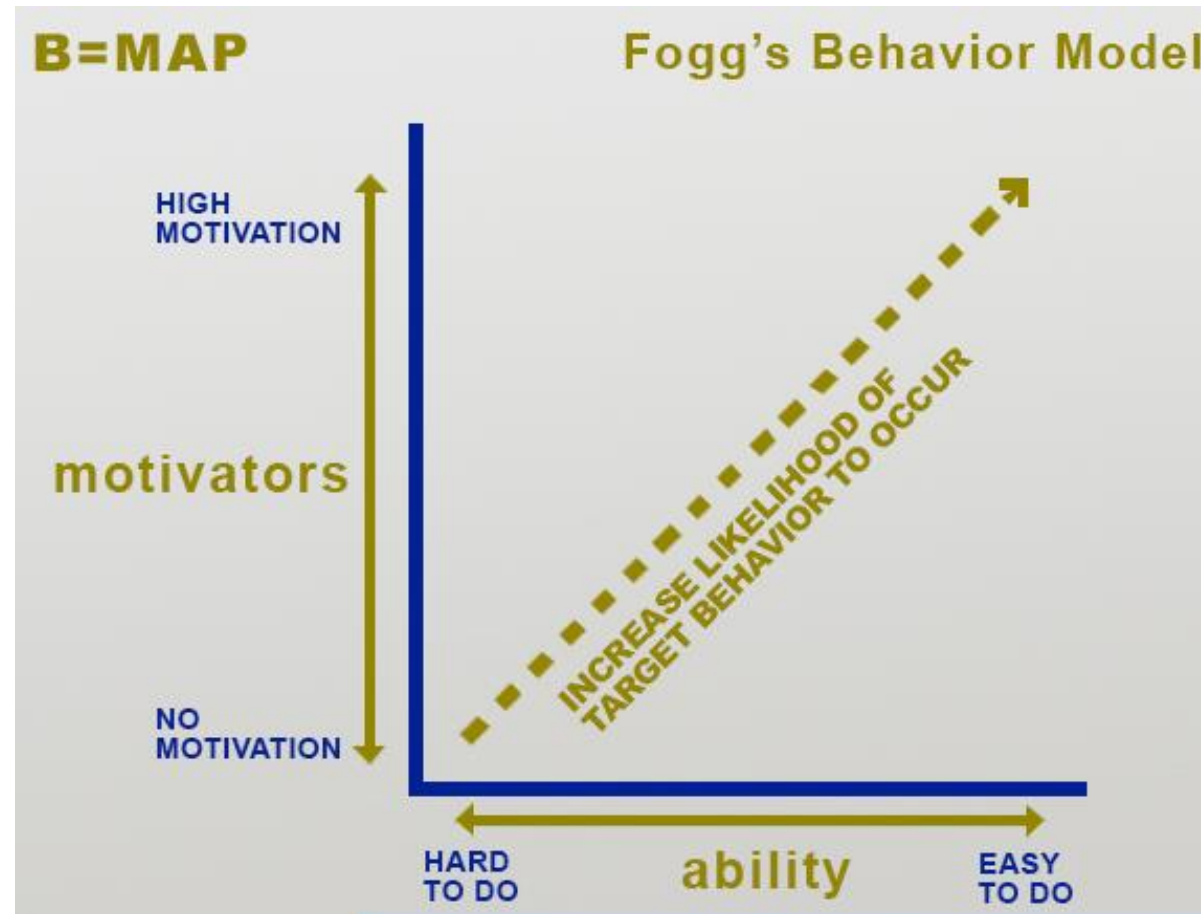 B=MAP
Fogg's Behavior Model
HIGH
MOTIVATION
motivators
INCREASE LIKELIHOOD OF
TARGET BEHAVIOR TO OCCUR
NO
MOTIVATION
HARD
TO DO
ability
EASY
TO DO